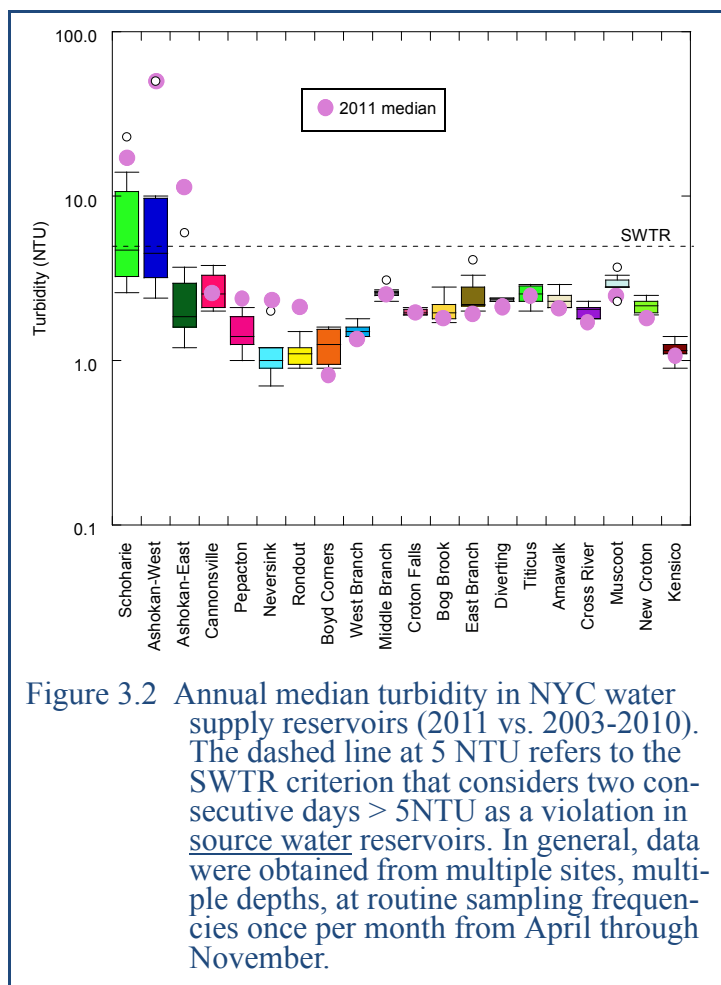 100.0
2011 median
10.0
SWTR
Turbidity (NTU)
1.0
0.1
Schoharie
Ashokan-West
Ashokan-East
Cannonsville
Pepacton
Neversink
Rondout
Boyd Corners
West Branch
Middle Branch
Croton Falls
Bog Brook
East Branch
Diverting
Titicus
Amawalk
Cross River
Muscoot
New Croton
Kensico
Figure 3.2 Annual median turbidity in NYC water
supply reservoirs (2011 vs. 2003-2010).
The dashed line at 5 NTU refers to the
SWTR criterion that considers two con-
secutive days > 5NTU as a violation in
source water reservoirs. In general, data
were obtained from multiple sites, multi-
ple depths, at routine sampling frequen-
cies once per month from April through
November.